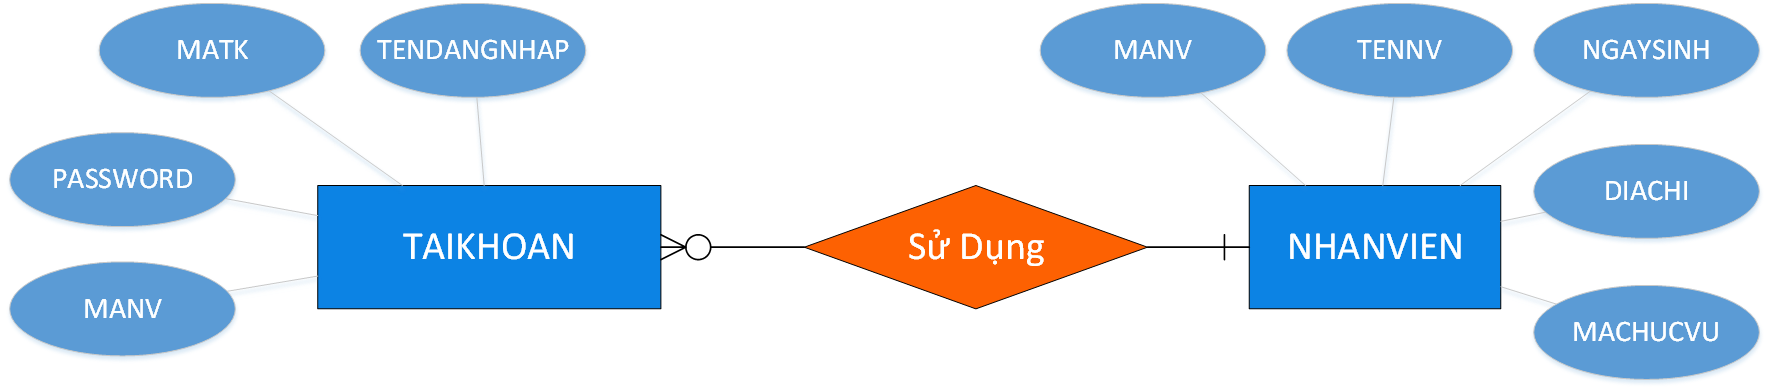 MATK
TENDANGNHAP
MANV
TENNV
NGAYSINH
PASSWORD
DIACHI
TAIKHOAN
Sử Dụng
NHANVIEN
MANV
MACHUCVU